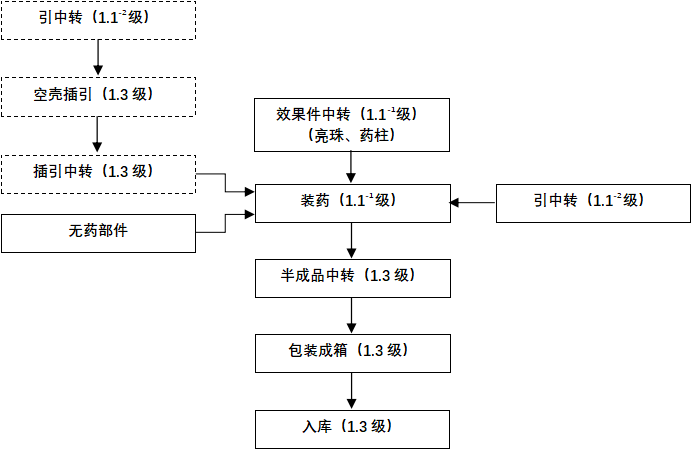 引中转（1.1⁻²级）
空壳插引（1.3 级）
效果件中转（1.1⁻¹级）
（亮珠、药柱）
插引中转（1.3 级）
装药（1.1⁻¹级）
引中转（1.1⁻²级）
无药部件
半成品中转（1.3 级）
包装成箱（1.3 级）
入库（1.3 级）